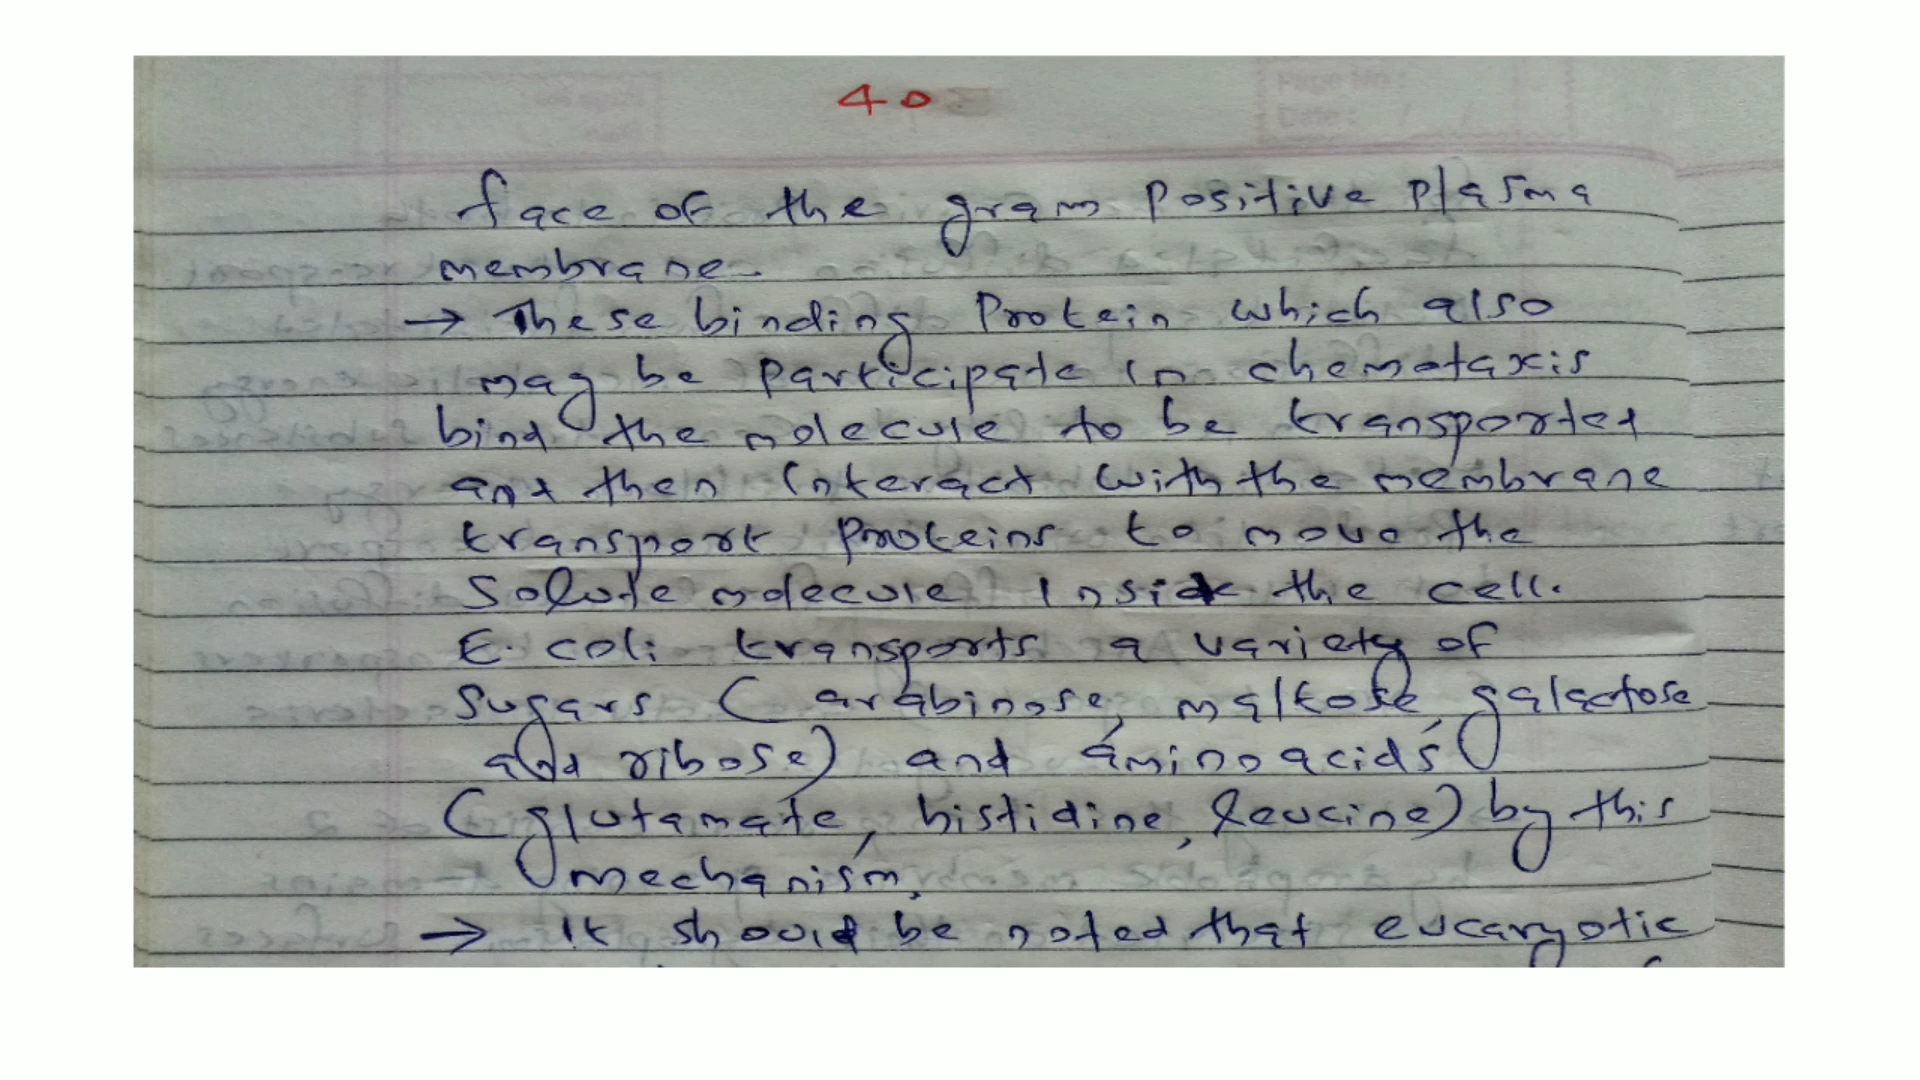 40
face of the gram positive plasma
membrane.
→ These binding Protein which also
may be participate in chemotaxis
bind the molecule to be transported
and then interact with the membrane
transport proteins to move the
Solute molecule inside the cell.
E. coli transports a variety of
sugars (arabinose, maltose, galactose
and ribose) and aminoacids
(glutamate, histidine, leucine) by this
mechanism.
→ It should be noted that eucaryotic